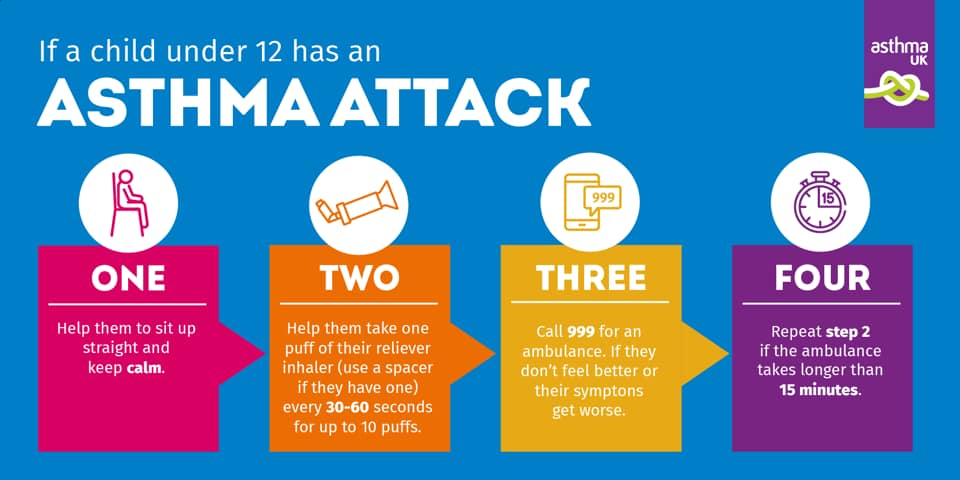 If a child under 12 has an
ASTHMA ATTACK
asthma
UK
ONE
Help them to sit up
straight and
keep calm.
TWO
Help them take one
puff of their reliever
inhaler (use a spacer
if they have one)
every 30-60 seconds
for up to 10 puffs.
999
THREE
Call 999 for an
ambulance. If they
don't feel better or
their symptons
get worse.
15
FOUR
Repeat step 2
if the ambulance
takes longer than
15 minutes.